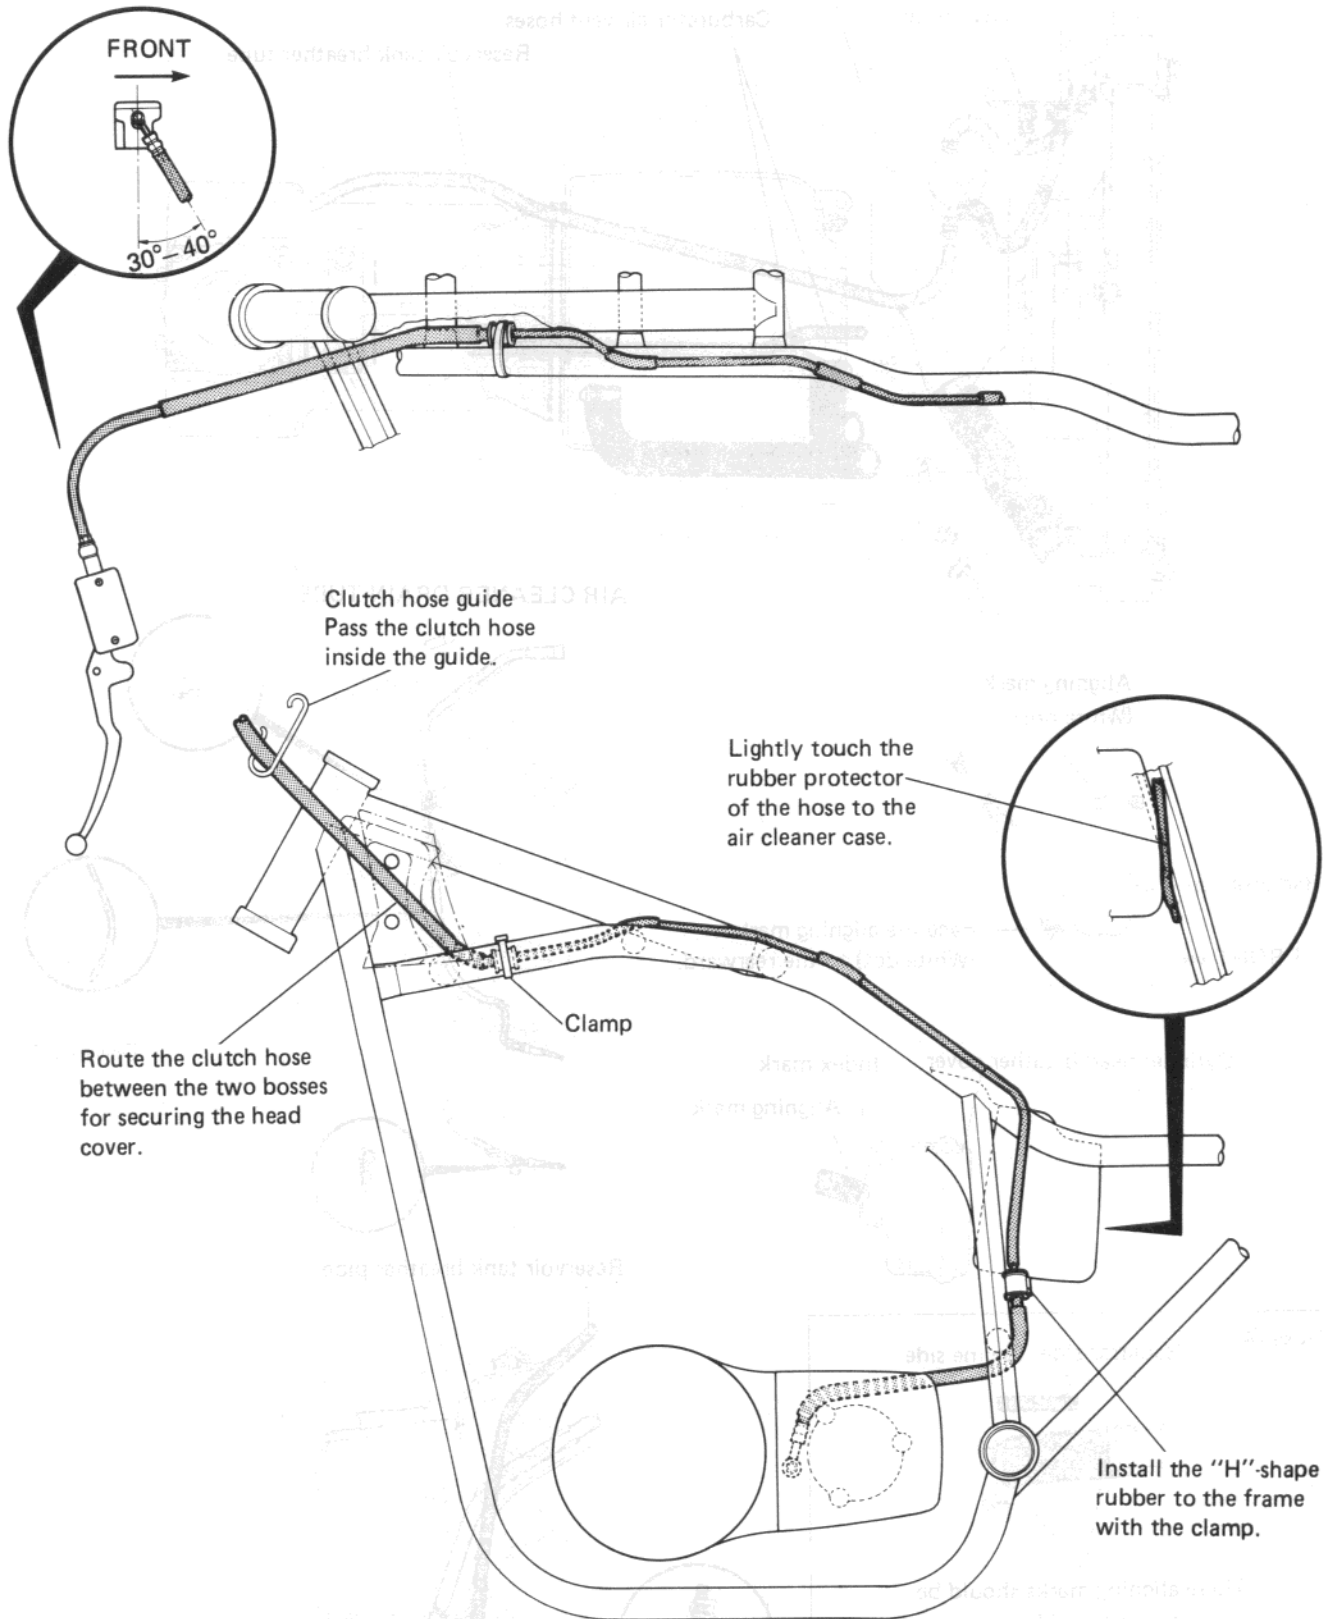 FRONT
30°–40°
Clutch hose guide
Pass the clutch hose
inside the guide.
Lightly touch the
rubber protector
of the hose to the
air cleaner case.
Clamp
Route the clutch hose
between the two bosses
for securing the head
cover.
Install the "H"-shape
rubber to the frame
with the clamp.